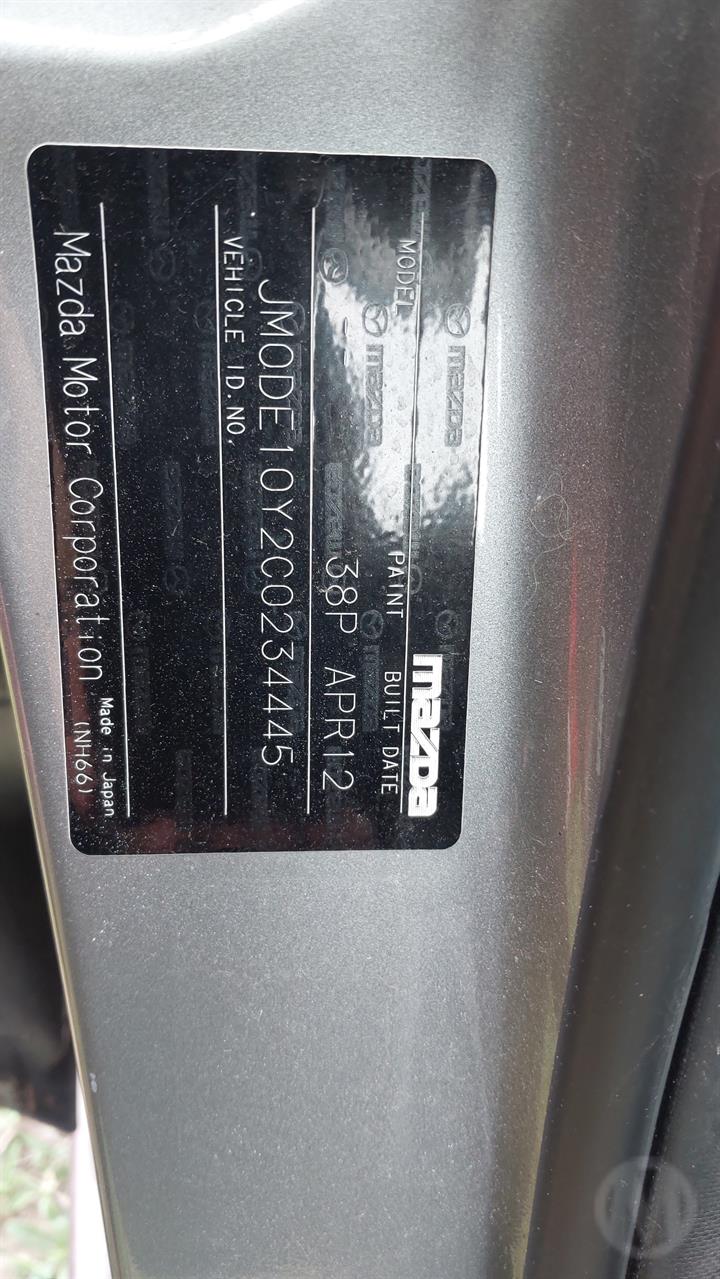 mazda
MODEL PAINT BUILT DATE
-- 38P APR12
JM0DE10Y2C0234445
VEHICLE ID.NO.
Mazda Motor Corporation Made in Japan
(NH66)